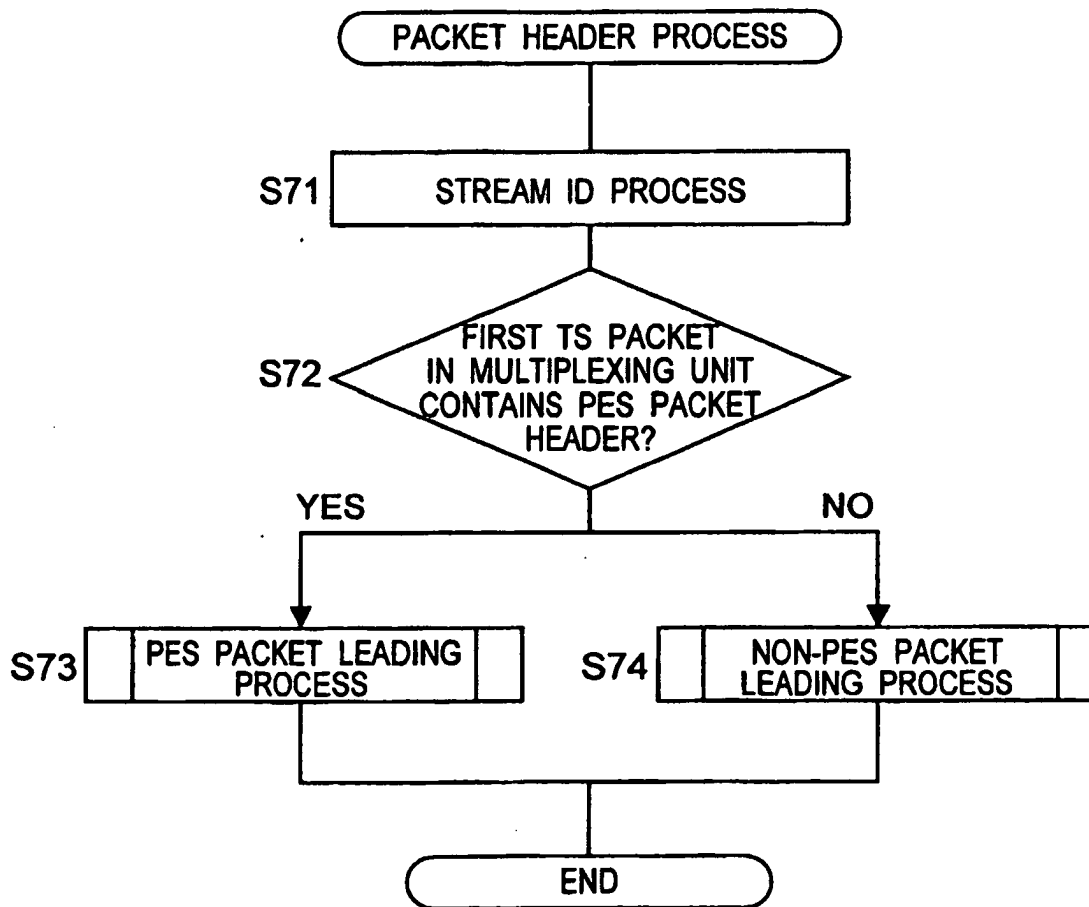 PACKET HEADER PROCESS
S71
STREAM ID PROCESS
S72
FIRST TS PACKET
IN MULTIPLEXING UNIT
CONTAINS PES PACKET
HEADER?
YES
NO
S73
PES PACKET LEADING
PROCESS
S74
NON-PES PACKET
LEADING PROCESS
END